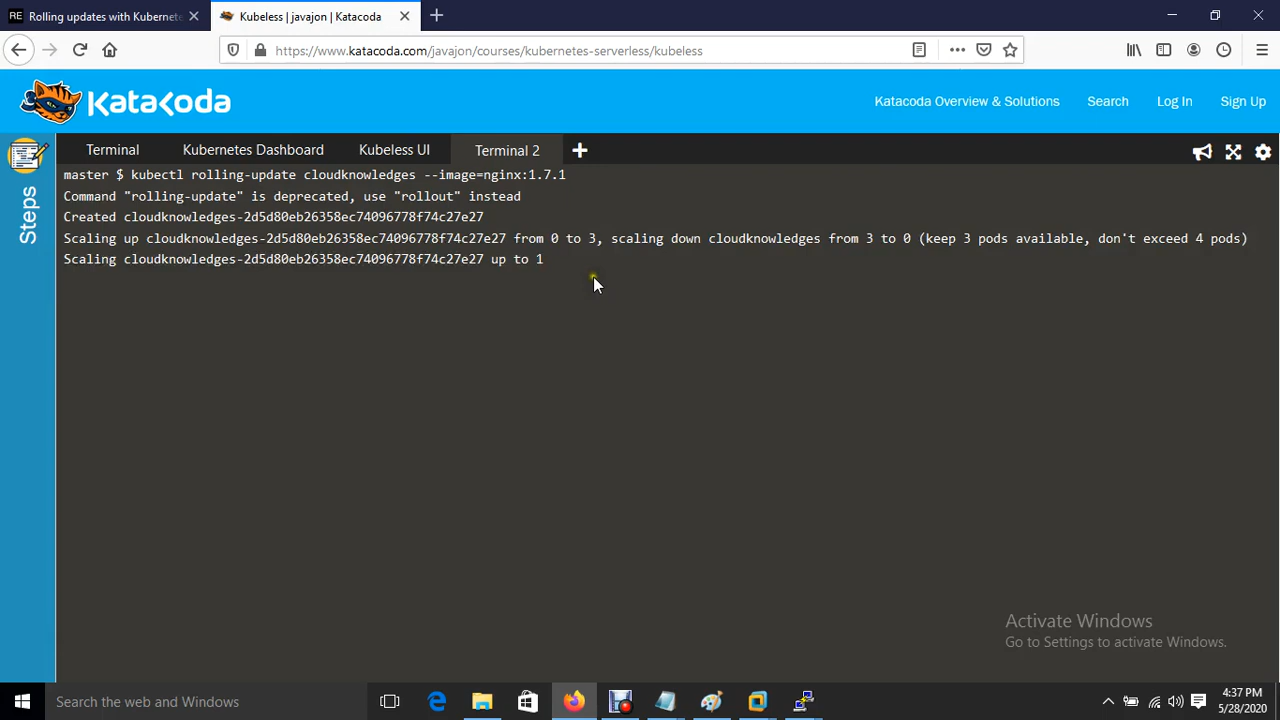 RE Rolling updates with Kubernete
Kubeless | javajon | Katacoda
https://www.katacoda.com/javajon/courses/kubernetes-serverless/kubeless
Katacoda
Katacoda Overview & Solutions
Search
Log In
Sign Up
Steps
Terminal
Kubernetes Dashboard
Kubeless UI
Terminal 2
master $ kubectl rolling-update cloudknowledges --image=nginx:1.7.1
Command "rolling-update" is deprecated, use "rollout" instead
Created cloudknowledges-2d5d80eb26358ec74096778f74c27e27
Scaling up cloudknowledges-2d5d80eb26358ec74096778f74c27e27 from 0 to 3, scaling down cloudknowledges from 3 to 0 (keep 3 pods available, don't exceed 4 pods)
Scaling cloudknowledges-2d5d80eb26358ec74096778f74c27e27 up to 1
Activate Windows
Go to Settings to activate Windows.
Search the web and Windows
4:37 PM
5/28/2020